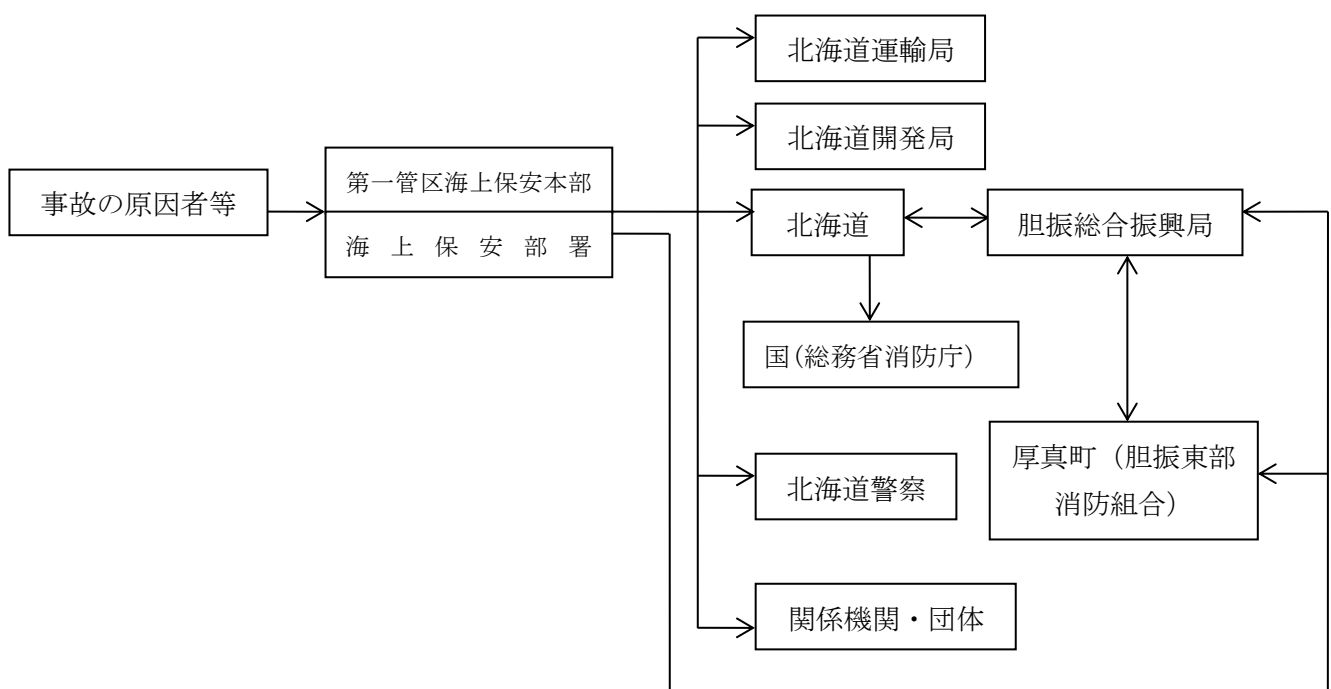 北海道運輸局
北海道開発局
事故の原因者等
第一管区海上保安本部
海上保安部署
北海道
胆振総合振興局
国(総務省消防庁)
厚真町(胆振東部
消防組合)
北海道警察
関係機関・団体